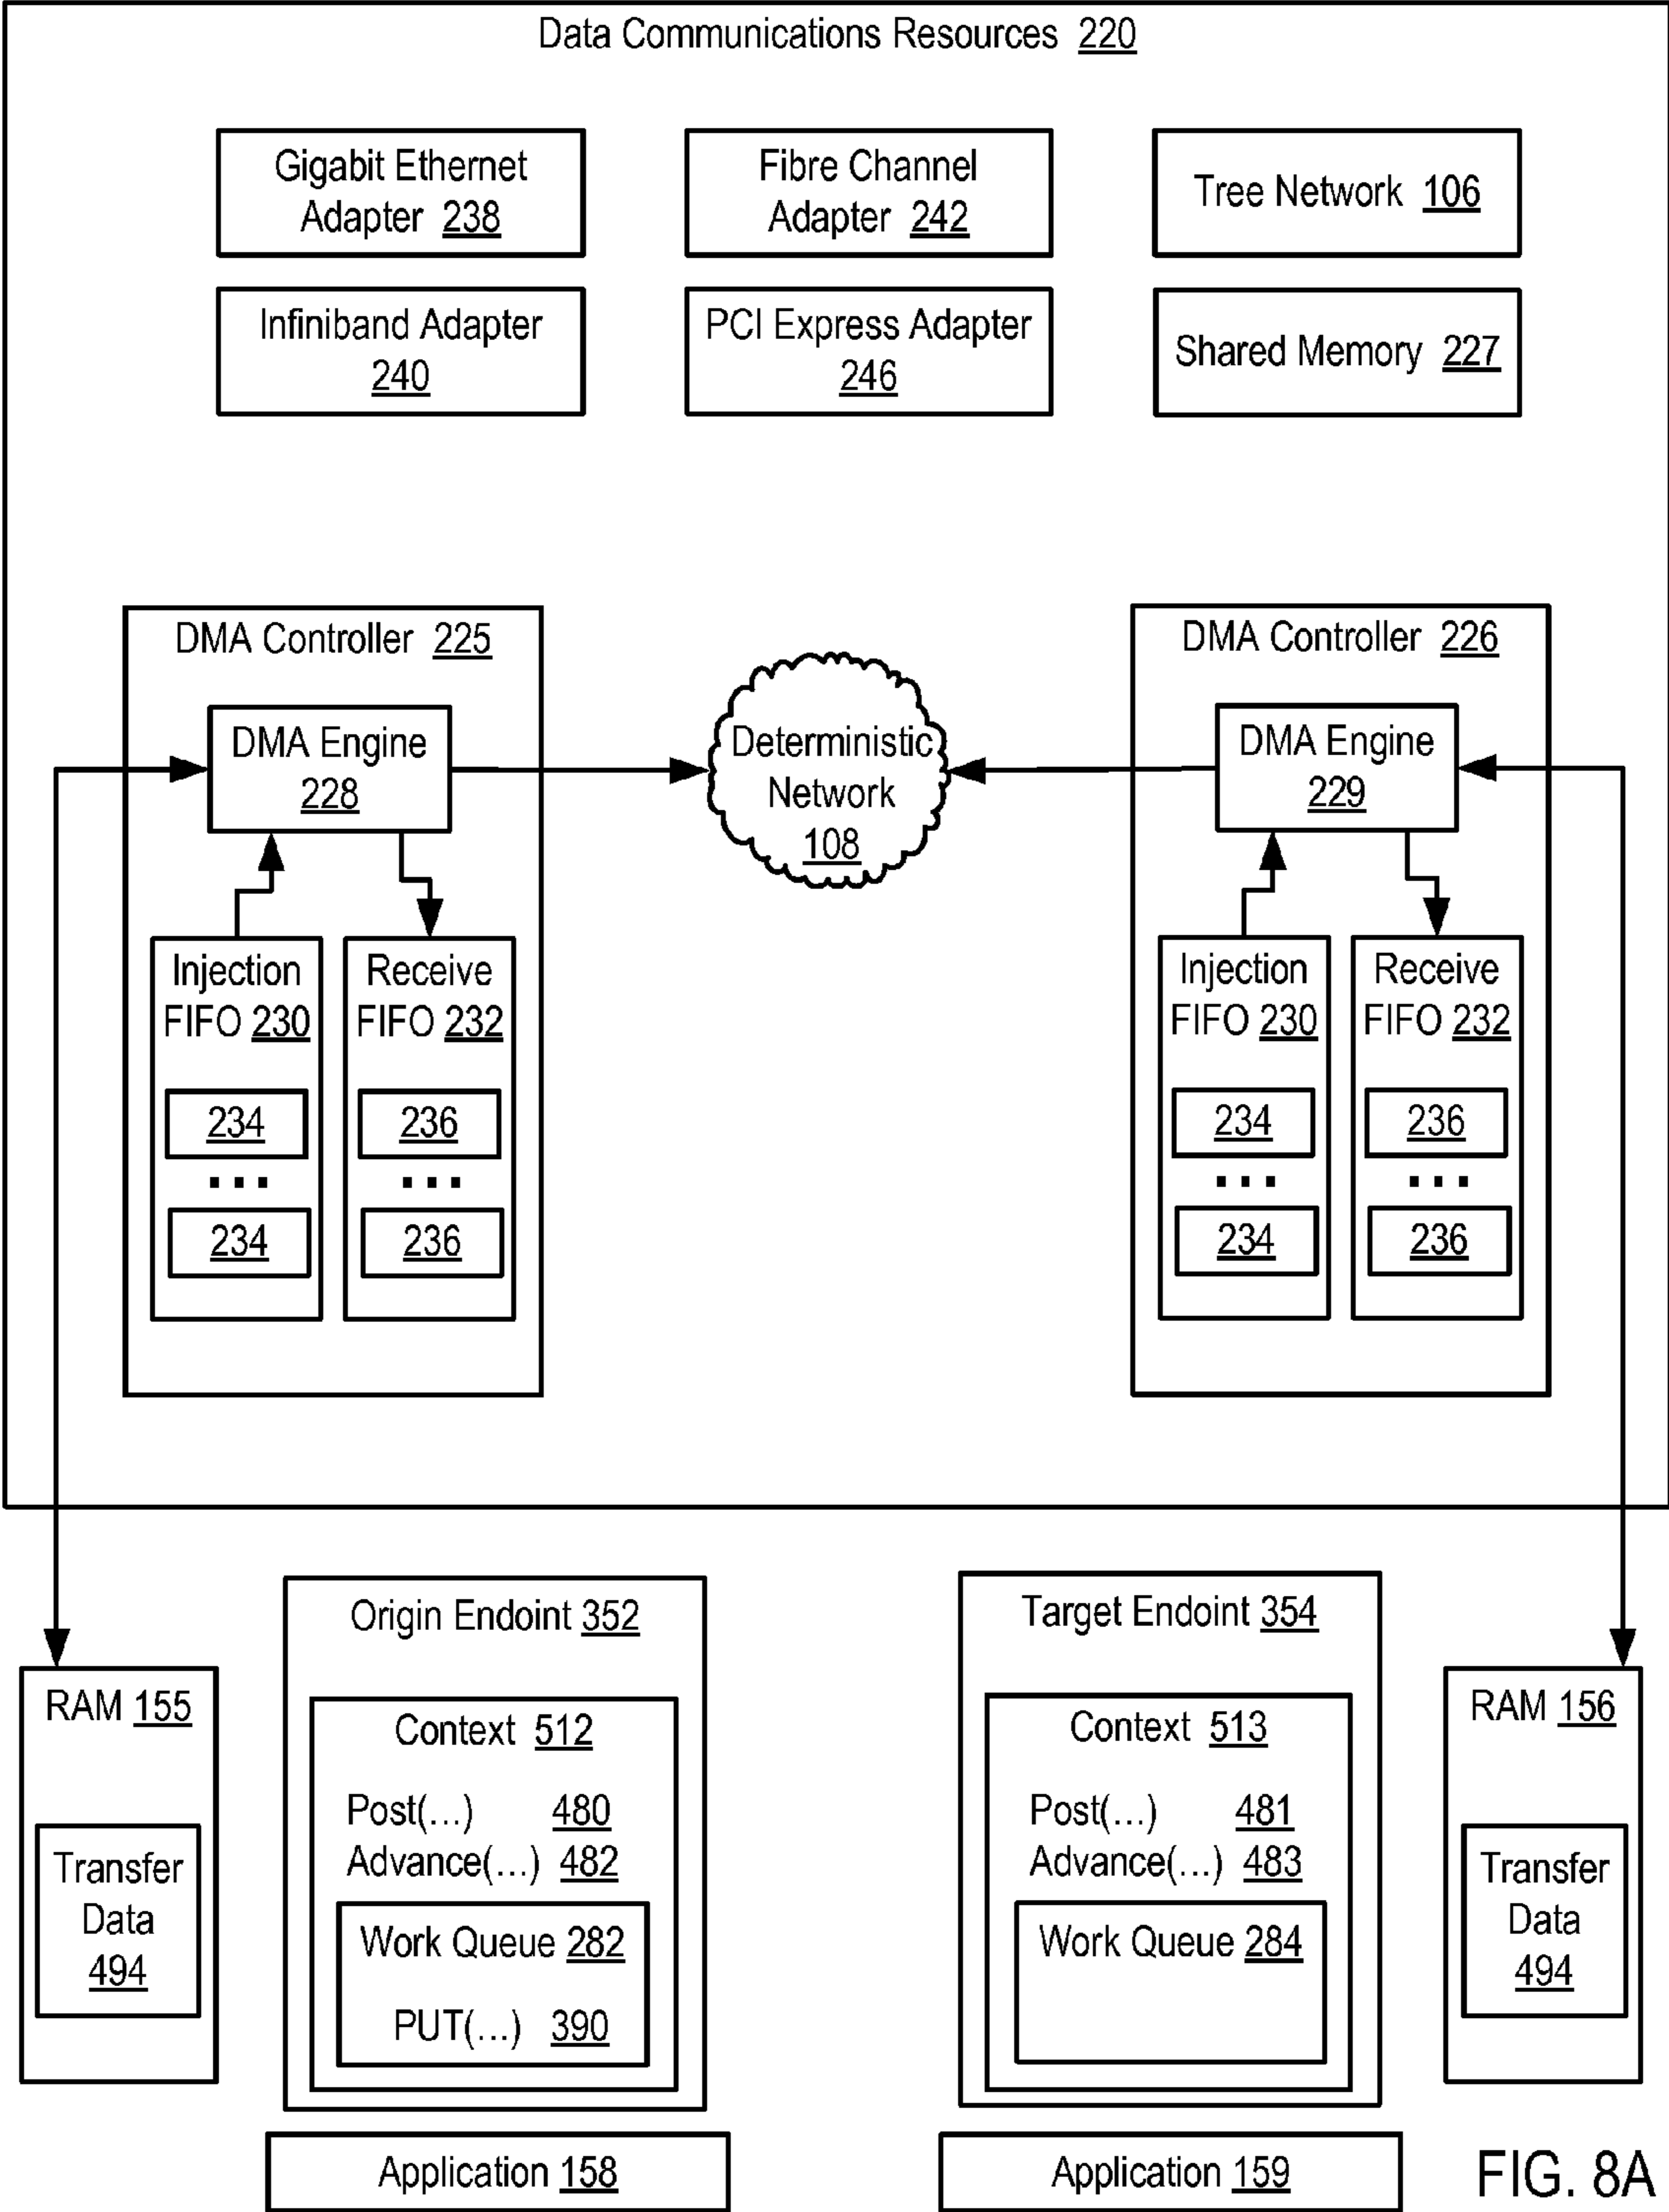 Data Communications Resources 220
Gigabit Ethernet
Adapter 238
Fibre Channel
Adapter 242
Tree Network 106
Infiniband Adapter
240
PCI Express Adapter
246
Shared Memory 227
DMA Controller 225
DMA Engine
228
Injection
FIFO 230
234
...
234
Receive
FIFO 232
236
...
236
Deterministic
Network
108
DMA Controller 226
DMA Engine
229
Injection
FIFO 230
234
...
234
Receive
FIFO 232
236
...
236
RAM 155
Transfer
Data
494
Origin Endoint 352
Context 512
Post(...) 480
Advance(...) 482
Work Queue 282
PUT(...) 390
Application 158
Target Endoint 354
Context 513
Post(...) 481
Advance(...) 483
Work Queue 284
Application 159
RAM 156
Transfer
Data
494
FIG. 8A